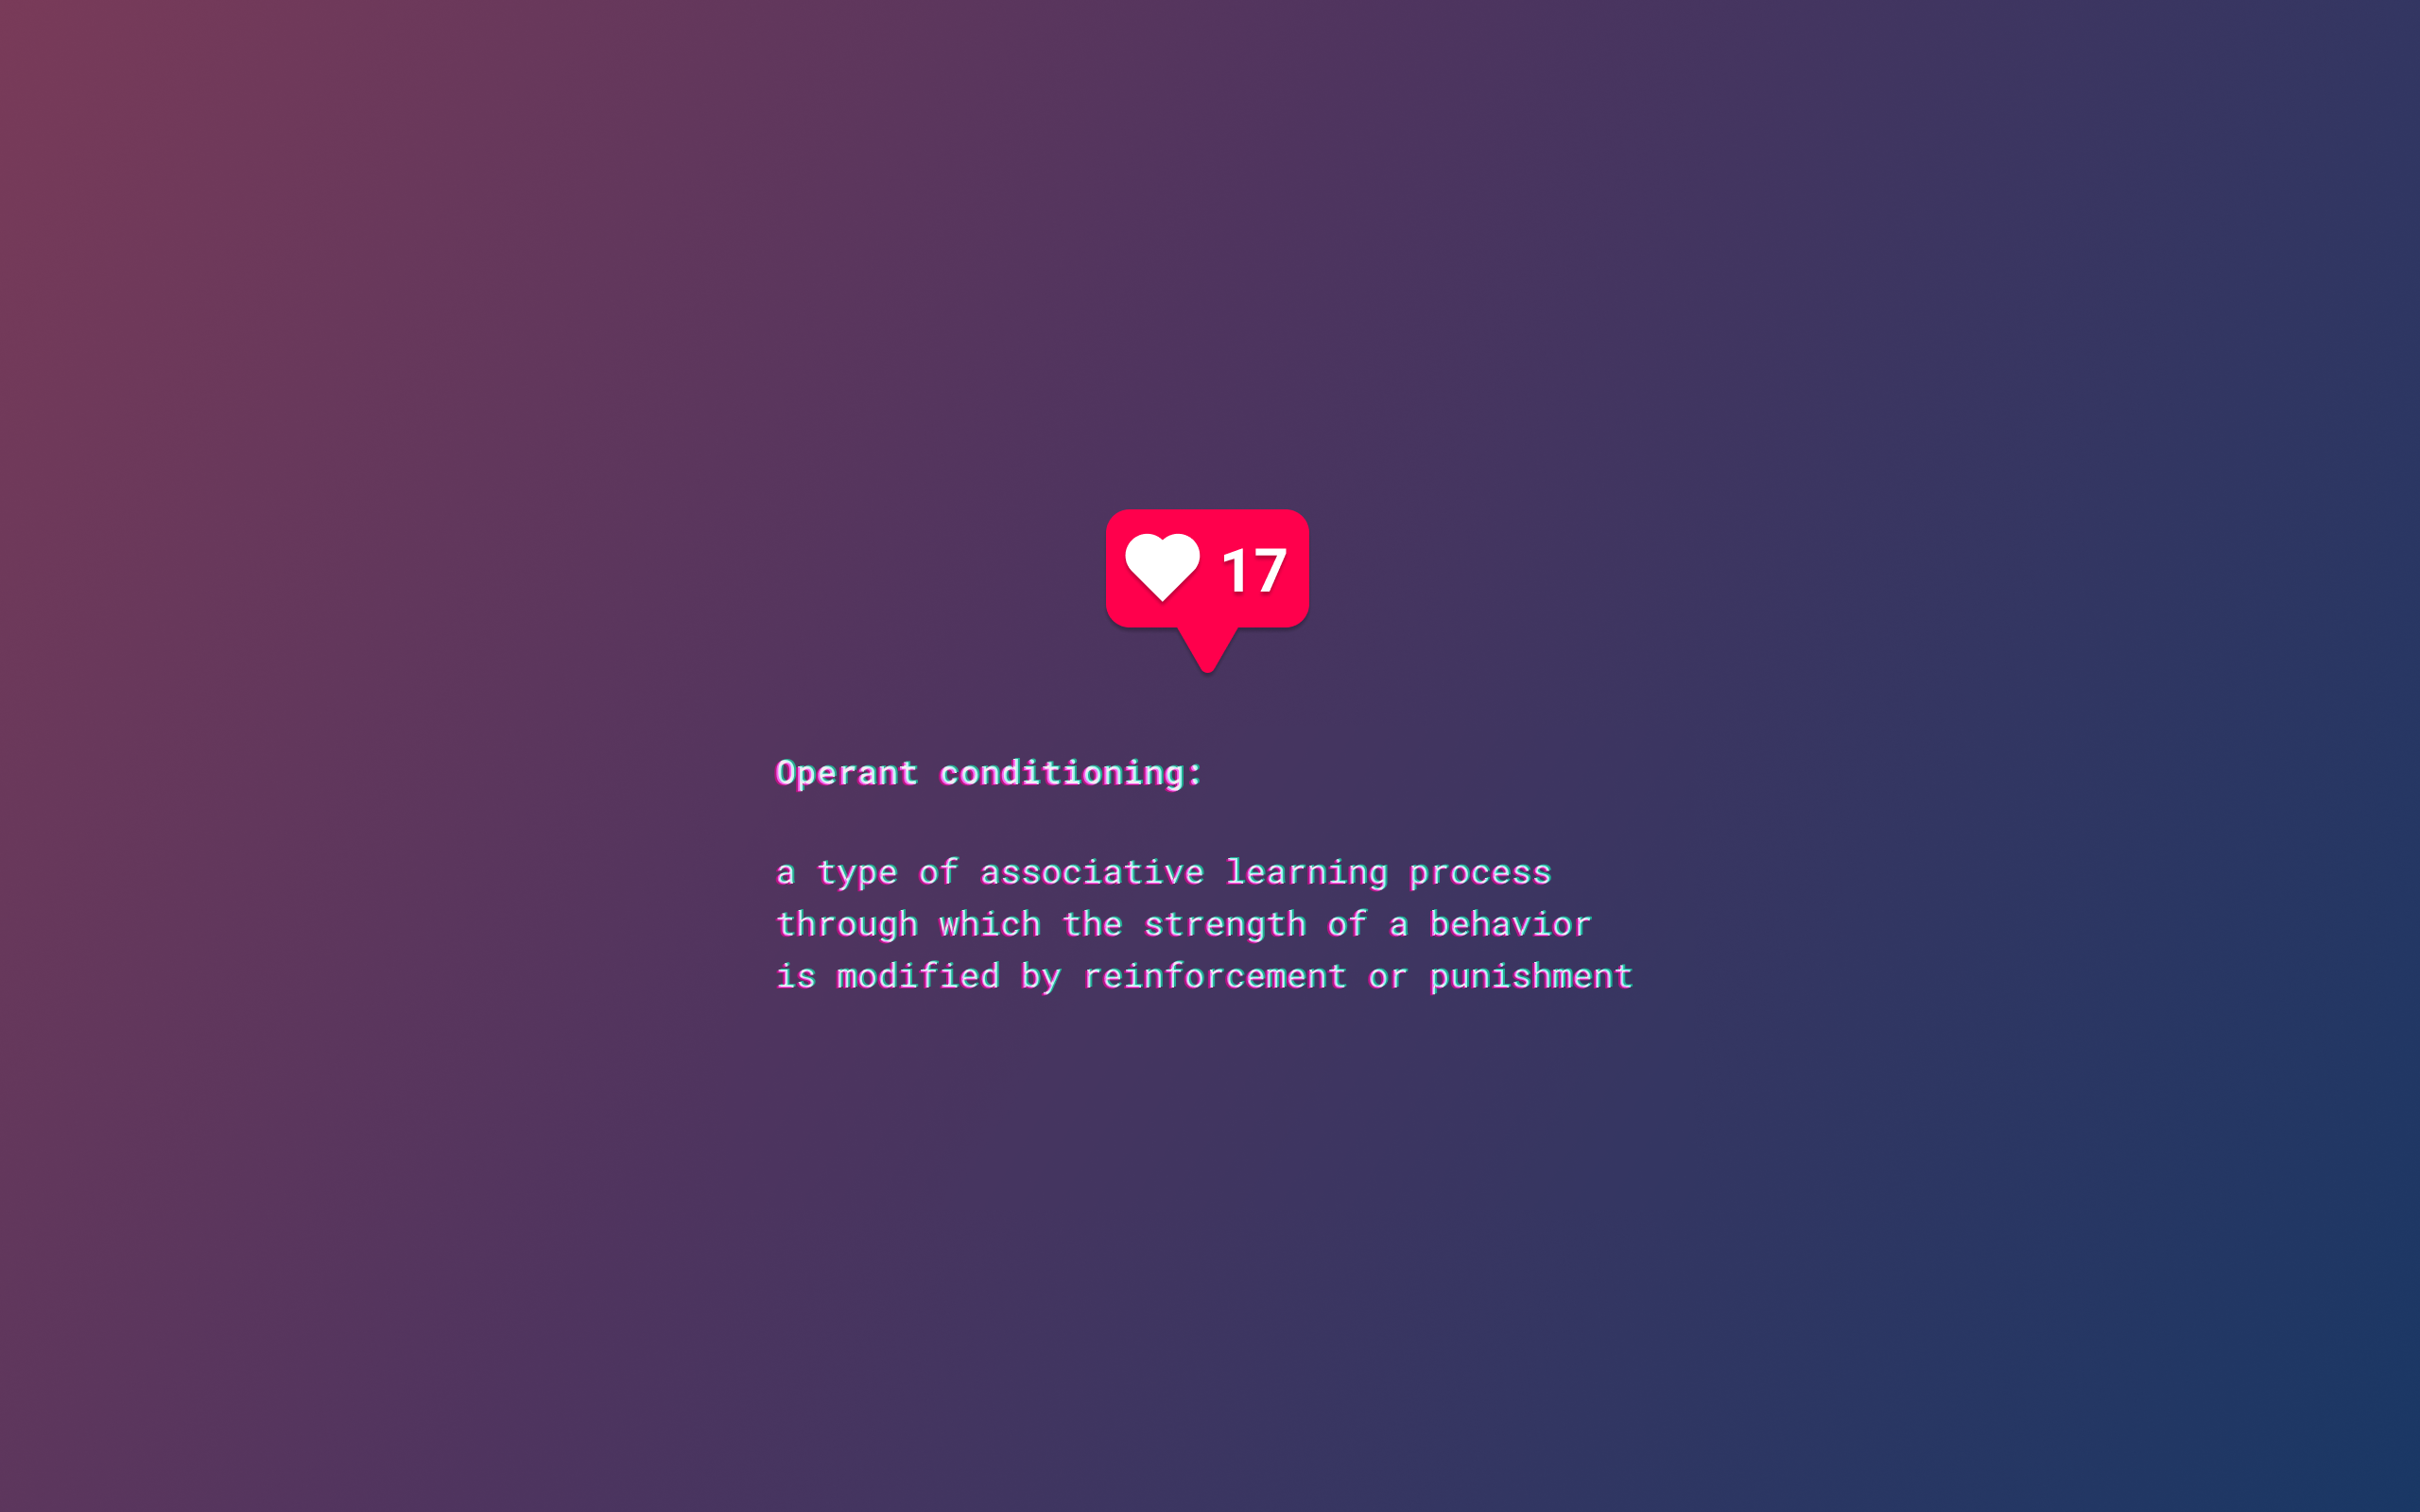 17
Operant conditioning:
a type of associative learning process
through which the strength of a behavior
is modified by reinforcement or punishment